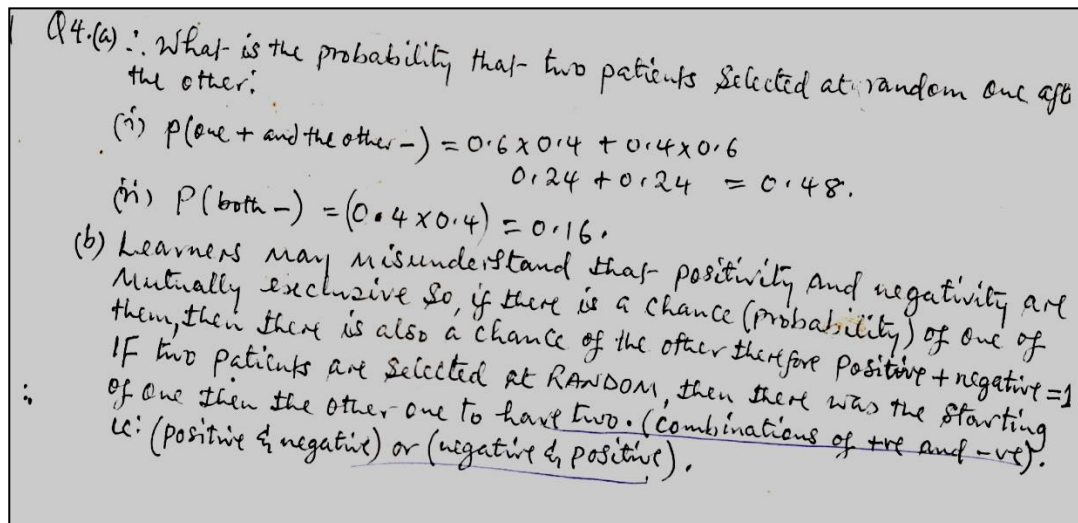 Q4.(a) ∴ What is the probability that two patients selected at random one aft
the other:
(i) p(one + and the other -) = 0.6 x 0.4 + 0.4 x 0.6
0.24 + 0.24 = 0.48.
(ii) P(both -) = (0.4 x 0.4) = 0.16.
(b) Learners may misunderstand that positivity and negativity are
Mutually exclusive so, if there is a chance (probability) of one of
them, then there is also a chance of the other therefore Positive + negative = 1
∴ IF two patients are selected at RANDOM, then there was the starting
of one then the other one to have two. (combinations of +ve and -ve).
ie: (positive & negative) or (negative & positive).